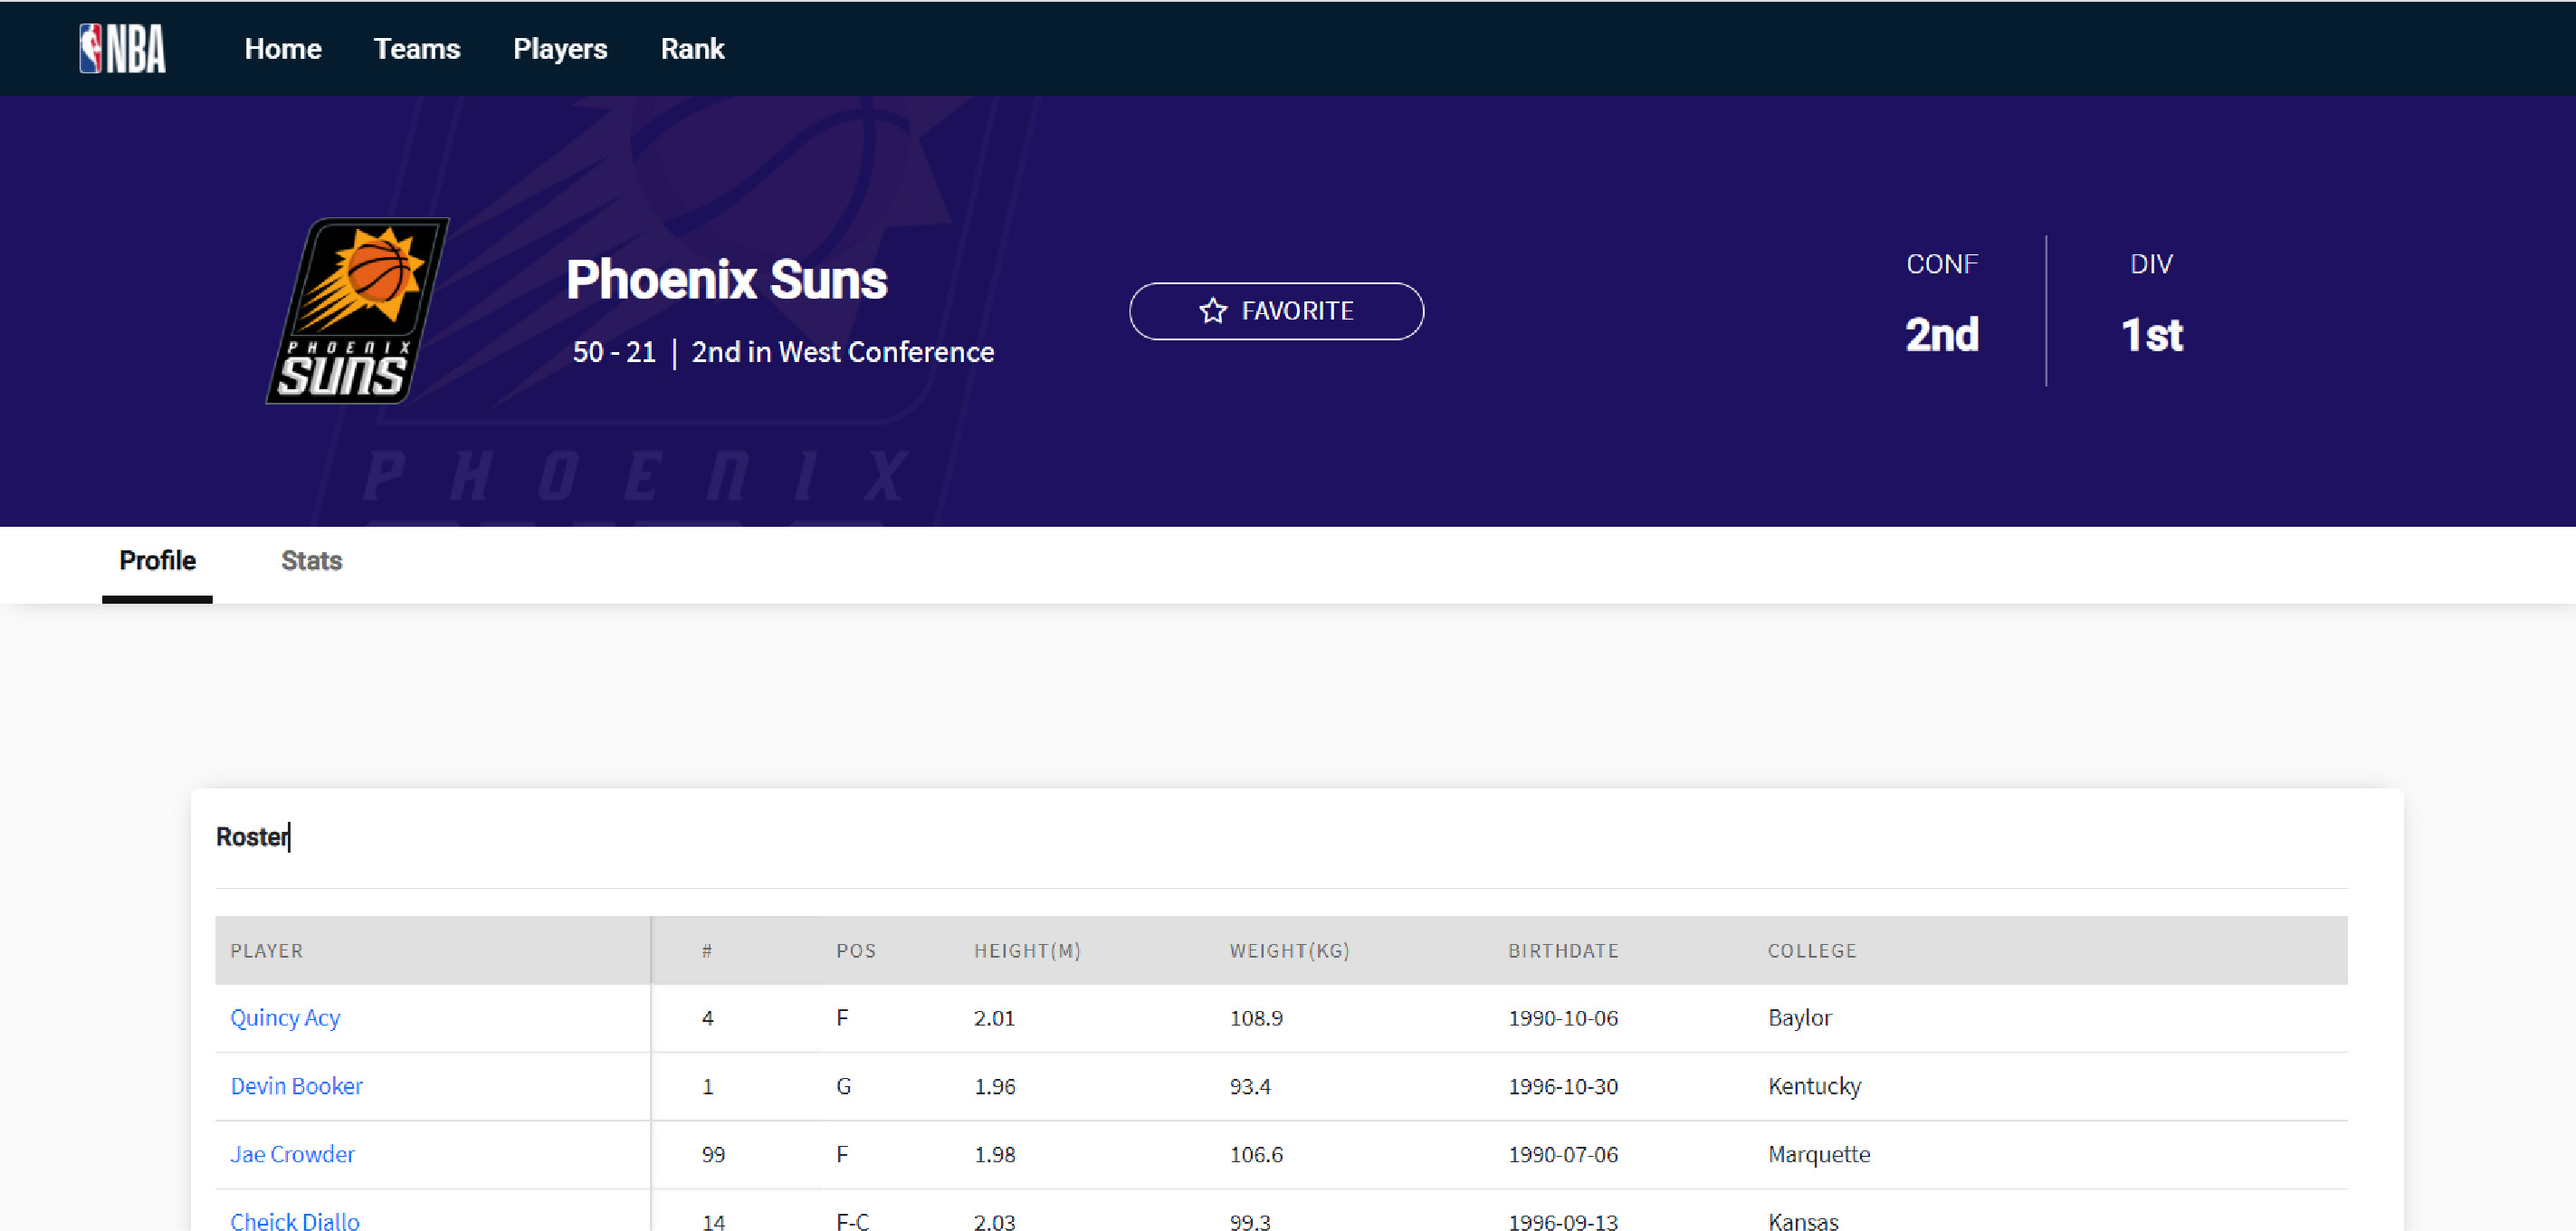 NBA Home Teams Players Rank
PHOENIX
SUNS
Phoenix Suns
50 - 21 | 2nd in West Conference
FAVORITE
CONF DIV
2nd 1st
PHOENIX
Profile Stats
Roster
PLAYER # POS HEIGHT(M) WEIGHT(KG) BIRTHDATE COLLEGE
Quincy Acy 4 F 2.01 108.9 1990-10-06 Baylor
Devin Booker 1 G 1.96 93.4 1996-10-30 Kentucky
Jae Crowder 99 F 1.98 106.6 1990-07-06 Marquette
Cheick Diallo 14 F-C 2.03 99.3 1996-09-13 Kansas